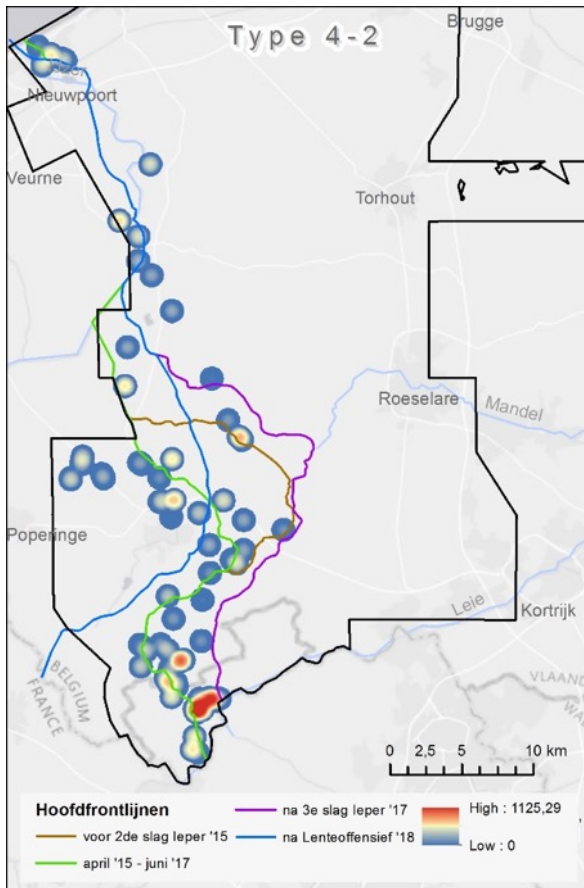 Type 4-2
Brugge
Nieuwpoort
Veurne
Torhout
Roeselare
Mandel
Poperinge
Leie
Kortrijk
BELGIUM
FRANCE
VLAAND
WA
0 2,5 5 10 km
Hoofdfrontlijnen
voor 2de slag Ieper '15
april '15 - juni '17
na 3e slag Ieper '17
na Lenteoffensief '18
High : 1125,29
Low : 0